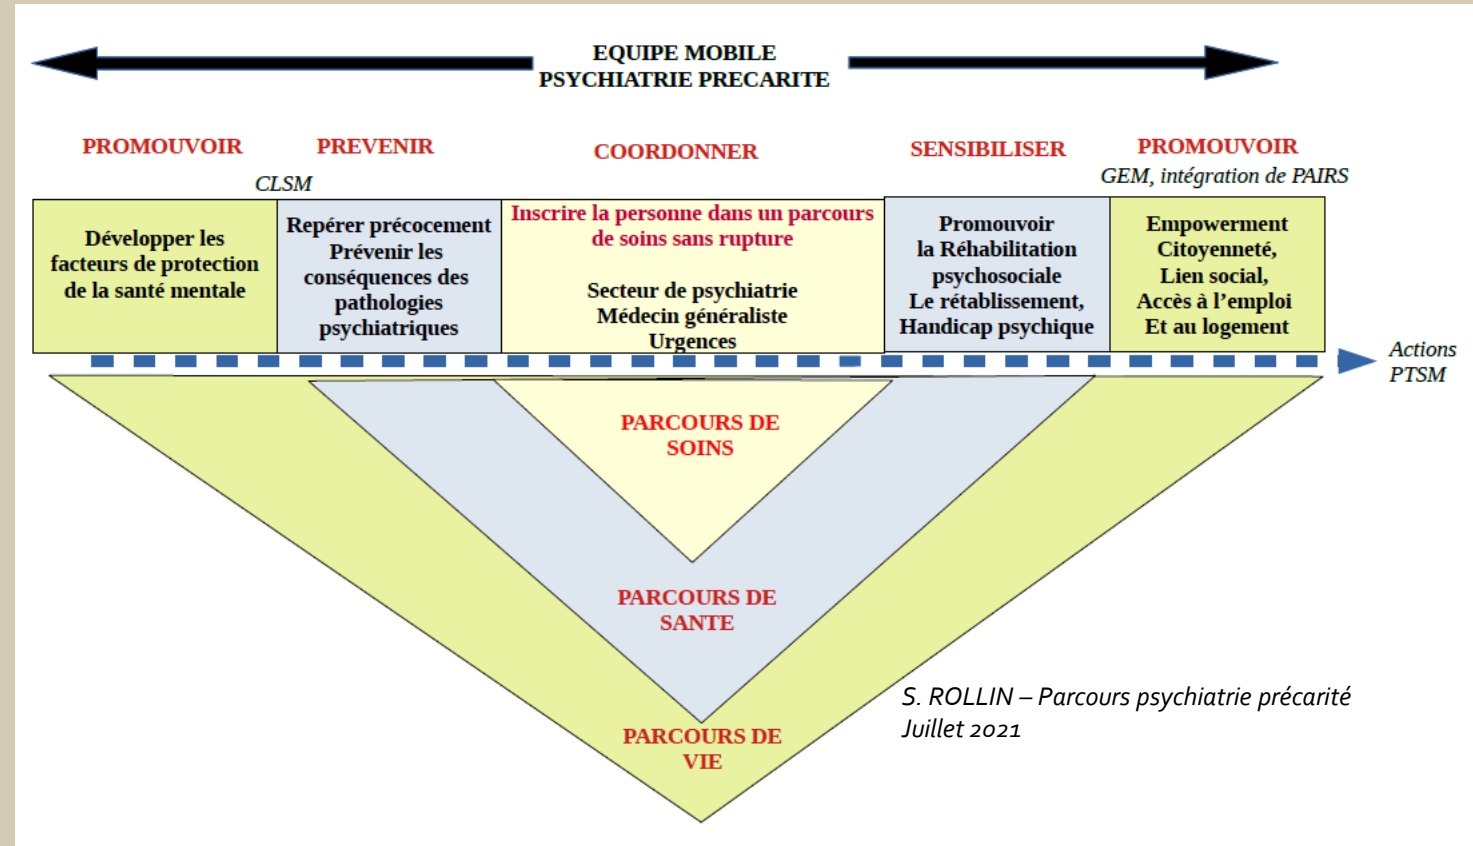 EQUIPE MOBILE
PSYCHIATRIE PRECARITE
PROMOUVOIR
PREVENIR
COORDONNER
SENSIBILISER
PROMOUVOIR
CLSM
GEM, intégration de PAIRS
Développer les
facteurs de protection
de la santé mentale
Repérer précocement
Prévenir les
conséquences des
pathologies
psychiatriques
Inscrire la personne dans un parcours
de soins sans rupture
Secteur de psychiatrie
Médecin généraliste
Urgences
Promouvoir
la Réhabilitation
psychosociale
Le rétablissement,
Handicap psychique
Empowerment
Citoyenneté,
Lien social,
Accès à l’emploi
Et au logement
Actions
PTSM
PARCOURS DE
SOINS
PARCOURS DE
SANTE
PARCOURS DE
VIE
S. ROLLIN – Parcours psychiatrie précarité
Juillet 2021